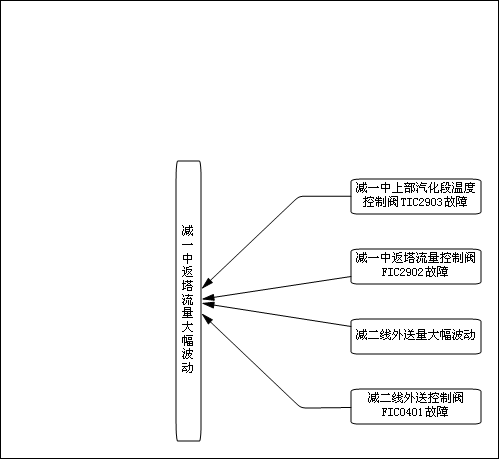 减一中返塔流量大幅波动
减一中上部汽化段温度
控制阀TIC2903故障
减一中返塔流量控制阀
FIC2902故障
减二线外送量大幅波动
减二线外送控制阀
FIC0401故障